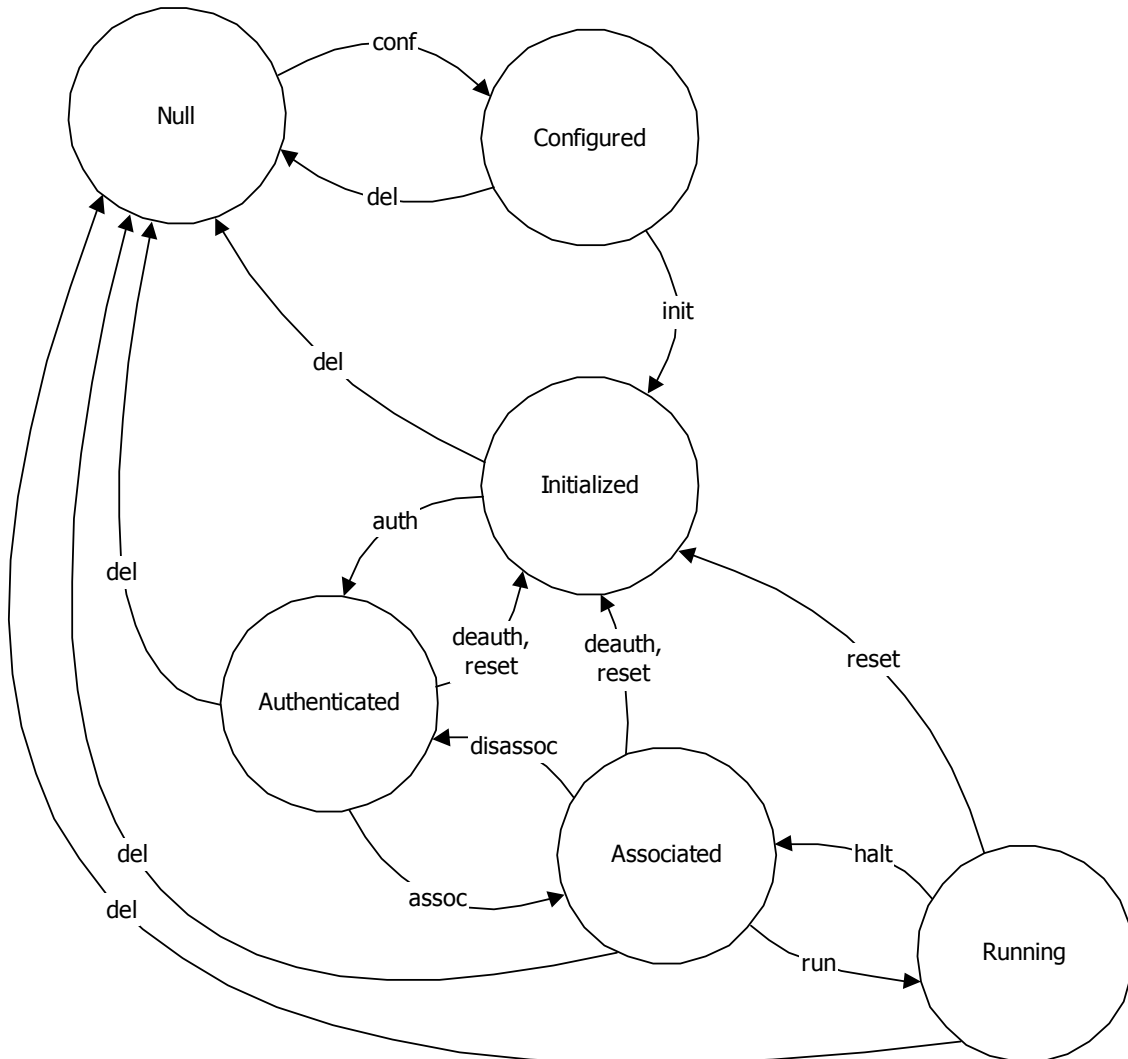 conf
Null
Configured
del
init
del
Initialized
auth
del
deauth,
reset
deauth,
reset
reset
Authenticated
disassoc
del
Associated
halt
assoc
del
Running
run